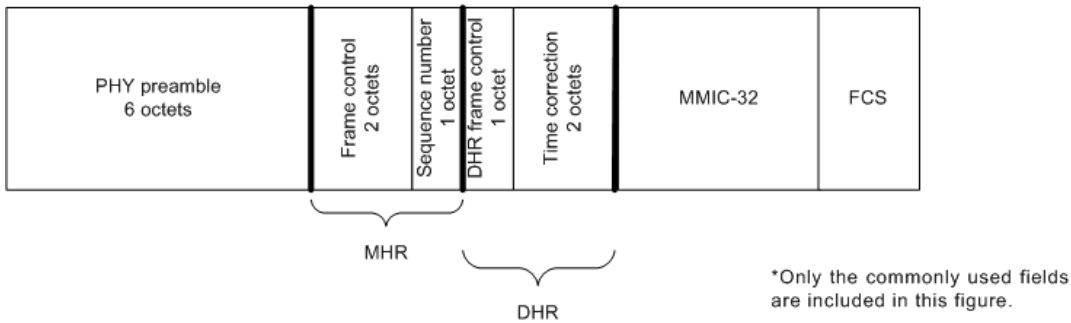 PHY preamble
6 octets
Frame control
2 octets
Sequence number
1 octet
DHR frame control
1 octet
Time correction
2 octets
MMIC-32
FCS
MHR
DHR
*Only the commonly used fields
are included in this figure.